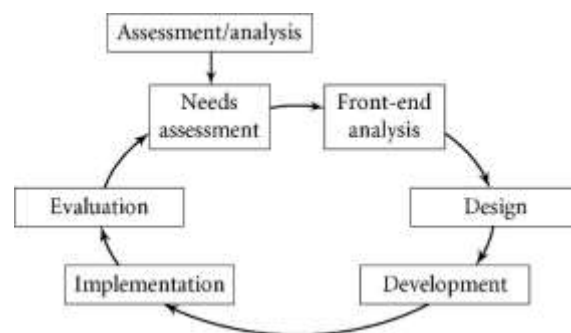 Assessment/analysis
Needs
assessment
Front-end
analysis
Evaluation
Design
Implementation
Development